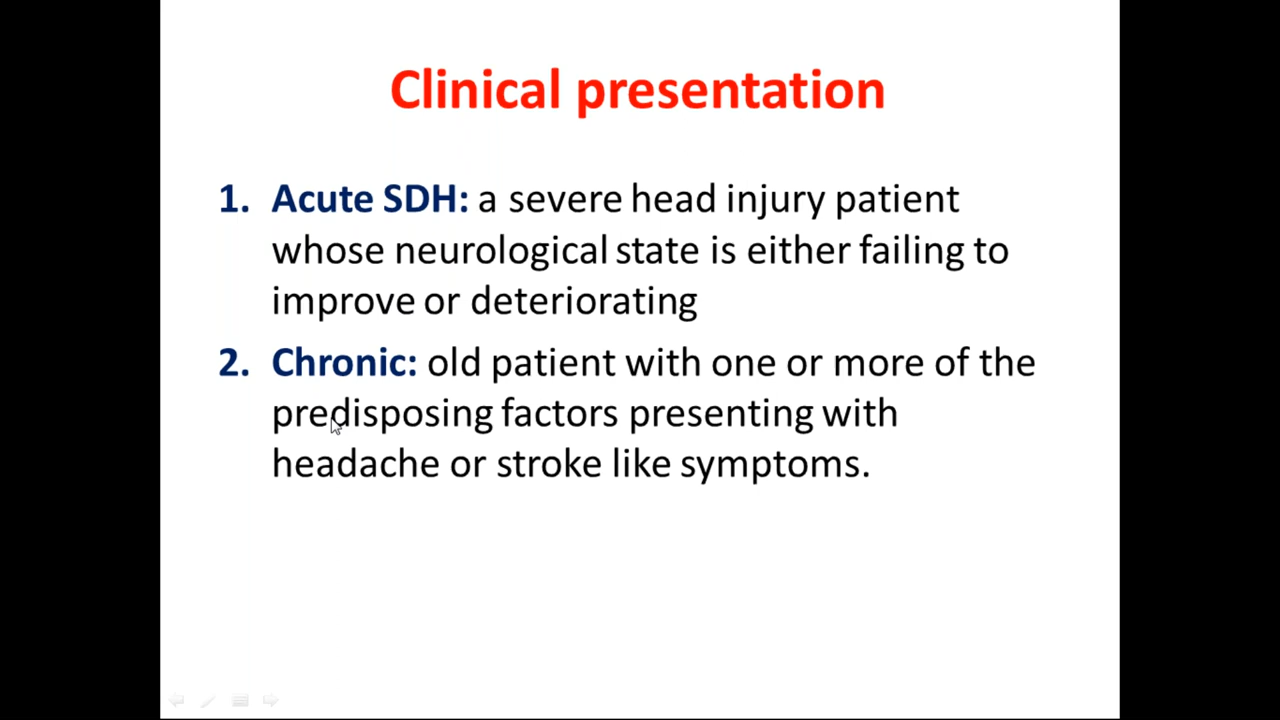 Clinical presentation
1. Acute SDH: a severe head injury patient
whose neurological state is either failing to
improve or deteriorating
2. Chronic: old patient with one or more of the
predisposing factors presenting with
headache or stroke like symptoms.